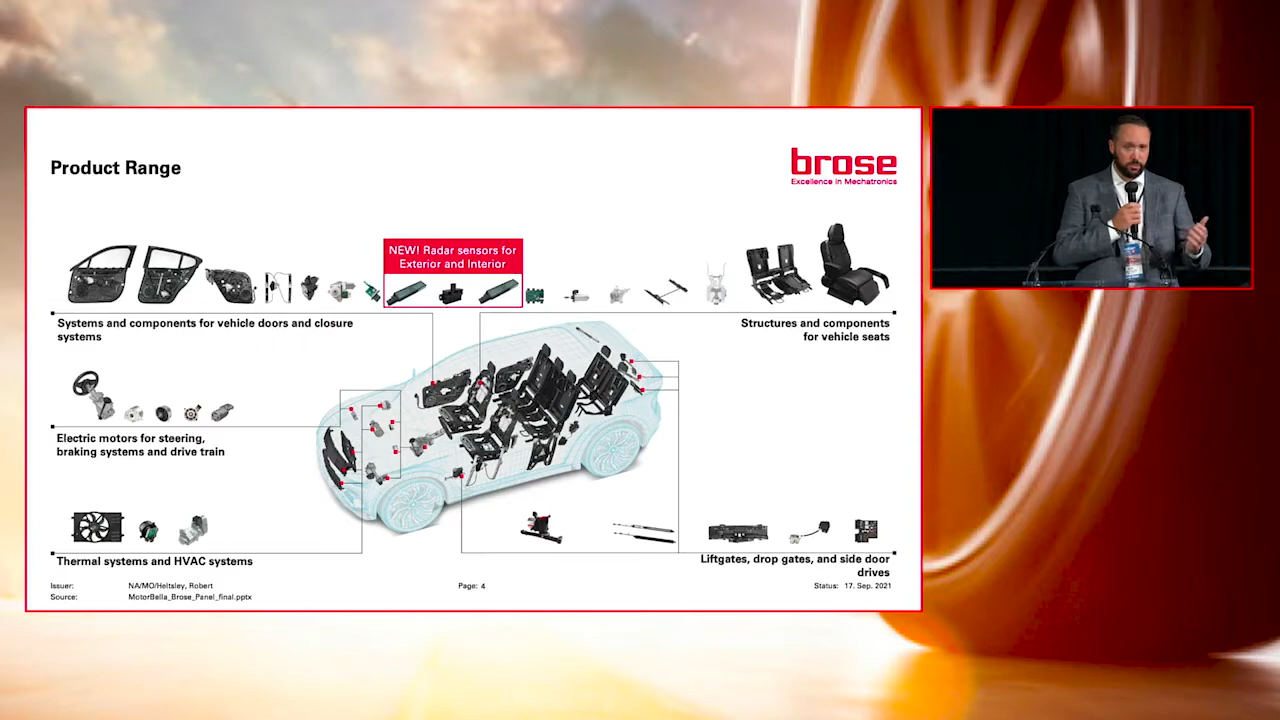 Product Range
brose
Excellence in Mechatronics
NEW! Radar sensors for
Exterior and Interior
Systems and components for vehicle doors and closure
systems
Structures and components
for vehicle seats
Electric motors for steering,
braking systems and drive train
Thermal systems and HVAC systems
Liftgates, drop gates, and side door
drives
Issuer: NA/MO/Heltsley, Robert
Page: 4
Status: 17. Sep. 2021
Source: MotorBella_Brose_Panel_final.pptx